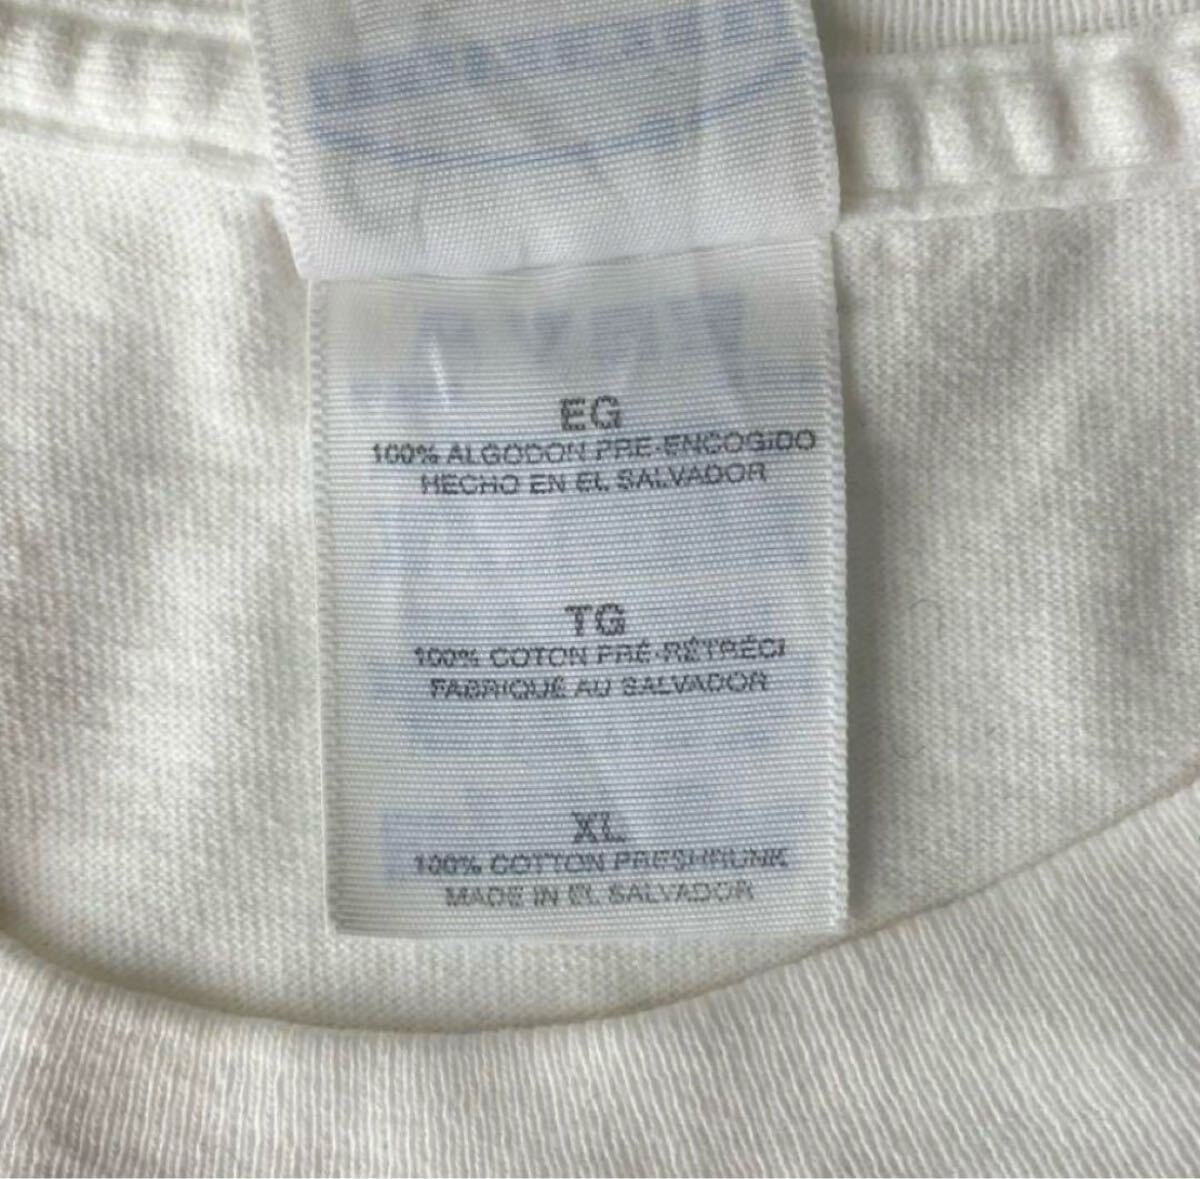 EG
100% ALGODON PRE-ENCOGIDO
HECHO EN EL SALVADOR
TG
100% COTON PRÉ-RÉTRÉCI
FABRIQUÉ AU SALVADOR
XL
100% COTTON PRESHRUNK
MADE IN EL SALVADOR